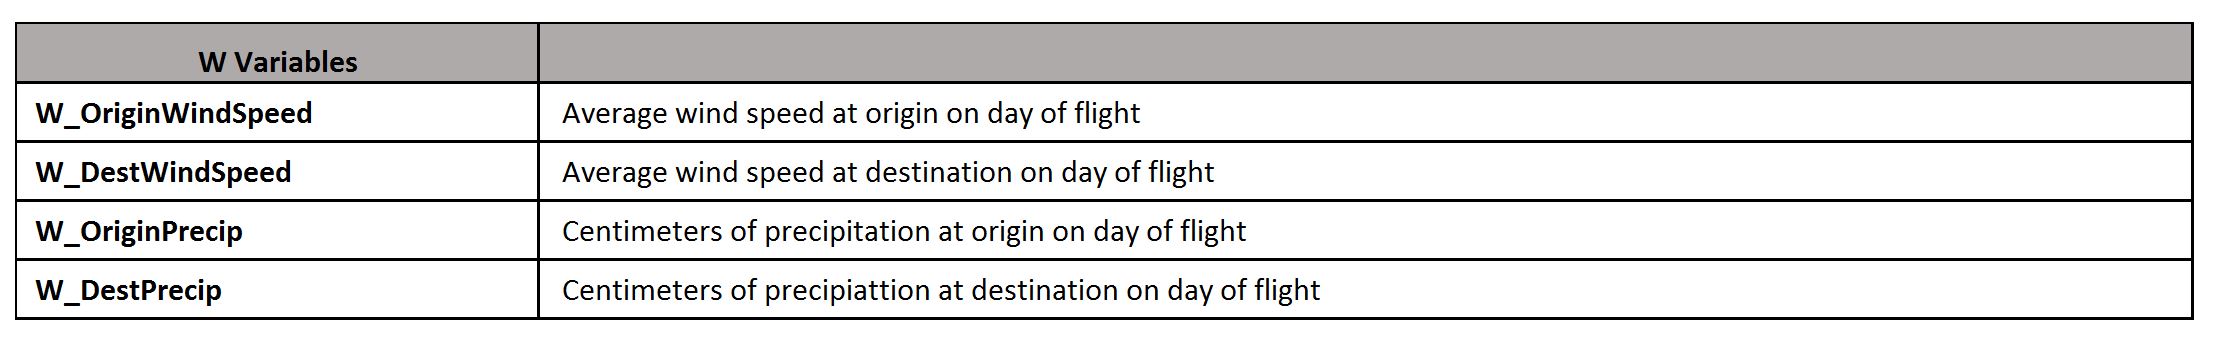 W Variables
W_OriginWindSpeed Average wind speed at origin on day of flight
W_DestWindSpeed Average wind speed at destination on day of flight
W_OriginPrecip Centimeters of precipitation at origin on day of flight
W_DestPrecip Centimeters of precipiattion at destination on day of flight